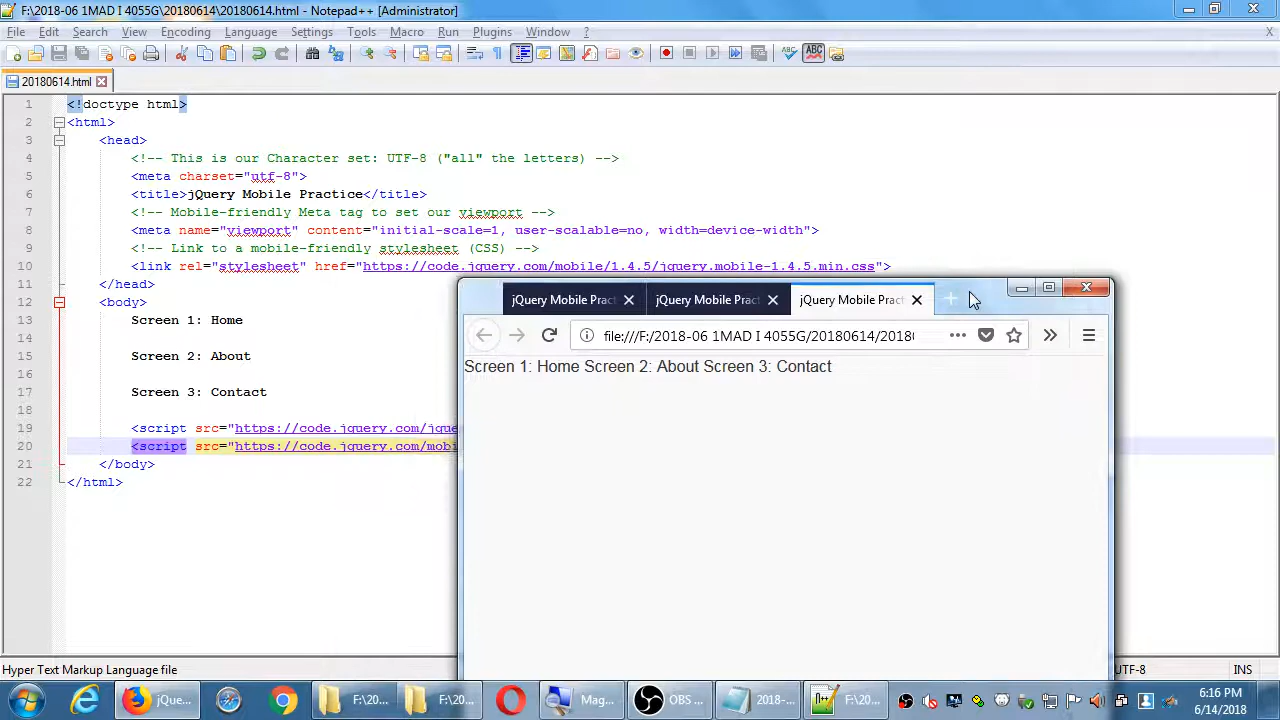 F:\2018-06 1MAD I 4055G\20180614\20180614.html - Notepad++ [Administrator]
File Edit Search View Encoding Language Settings Tools Macro Run Plugins Window ? X
20180614.html
1 <!doctype html>
2 <html>
3 <head>
4 <!-- This is our Character set: UTF-8 ("all" the letters) -->
5 <meta charset="utf-8">
6 <title>jQuery Mobile Practice</title>
7 <!-- Mobile-friendly Meta tag to set our viewport -->
8 <meta name="viewport" content="initial-scale=1, user-scalable=no, width=device-width">
9 <!-- Link to a mobile-friendly stylesheet (CSS) -->
10 <link rel="stylesheet" href="https://code.jquery.com/mobile/1.4.5/jquery.mobile-1.4.5.min.css">
11 </head>
12 <body>
13 Screen 1: Home
14
15 Screen 2: About
16
17 Screen 3: Contact
18
19 <script src="https://code.jquery.com/jque
20 <script src="https://code.jquery.com/mobi
21 </body>
22 </html>
jQuery Mobile Pract jQuery Mobile Pract jQuery Mobile Pract
file:///F:/2018-06 1MAD I 4055G/20180614/2018
Screen 1: Home Screen 2: About Screen 3: Contact
Hyper Text Markup Language file UTF-8 INS
jQue... F:\20... F:\20... Mag... OBS ... 2018-... F:\20... 6:16 PM
6/14/2018